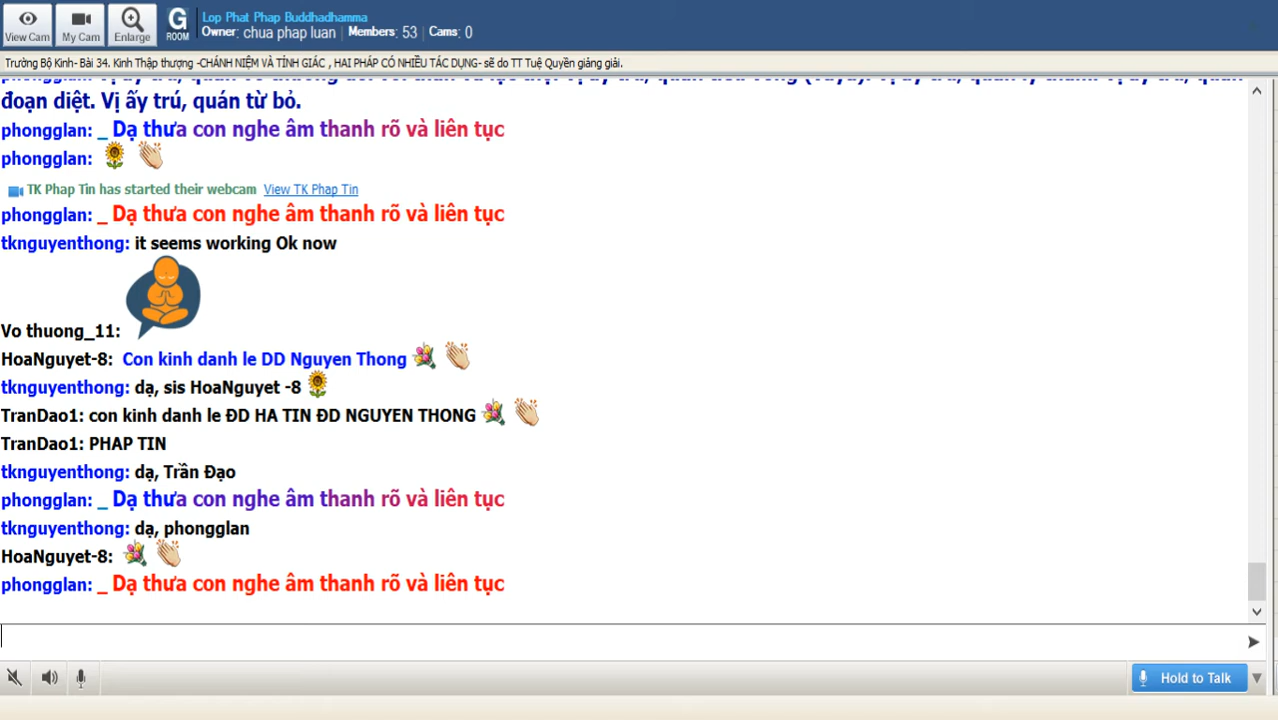 View Cam
My Cam
Enlarge
G
ROOM
Lop Phat Phap Buddhadhamma
Owner: chua phap luan Members: 53 Cams: 0
Trường Bộ Kinh- Bài 34. Kinh Thập thượng -CHÁNH NIỆM VÀ TỈNH GIÁC , HAI PHÁP CÓ NHIỀU TÁC DỤNG- sẽ do TT Tuệ Quyền giảng giải.
đoạn diệt. Vị ấy trú, quán từ bỏ.
phongglan: _ Dạ thưa con nghe âm thanh rõ và liên tục
phongglan:
TK Phap Tin has started their webcam View TK Phap Tin
phongglan: _ Dạ thưa con nghe âm thanh rõ và liên tục
tknguyenthong: it seems working Ok now
Vo thuong_11:
HoaNguyet-8: Con kinh danh le DD Nguyen Thong
tknguyenthong: dạ, sis HoaNguyet -8
TranDao1: con kinh danh le ĐD HA TIN ĐD NGUYEN THONG
TranDao1: PHAP TIN
tknguyenthong: dạ, Trần Đạo
phongglan: _ Dạ thưa con nghe âm thanh rõ và liên tục
tknguyenthong: dạ, phongglan
HoaNguyet-8:
phongglan: _ Dạ thưa con nghe âm thanh rõ và liên tục
Hold to Talk